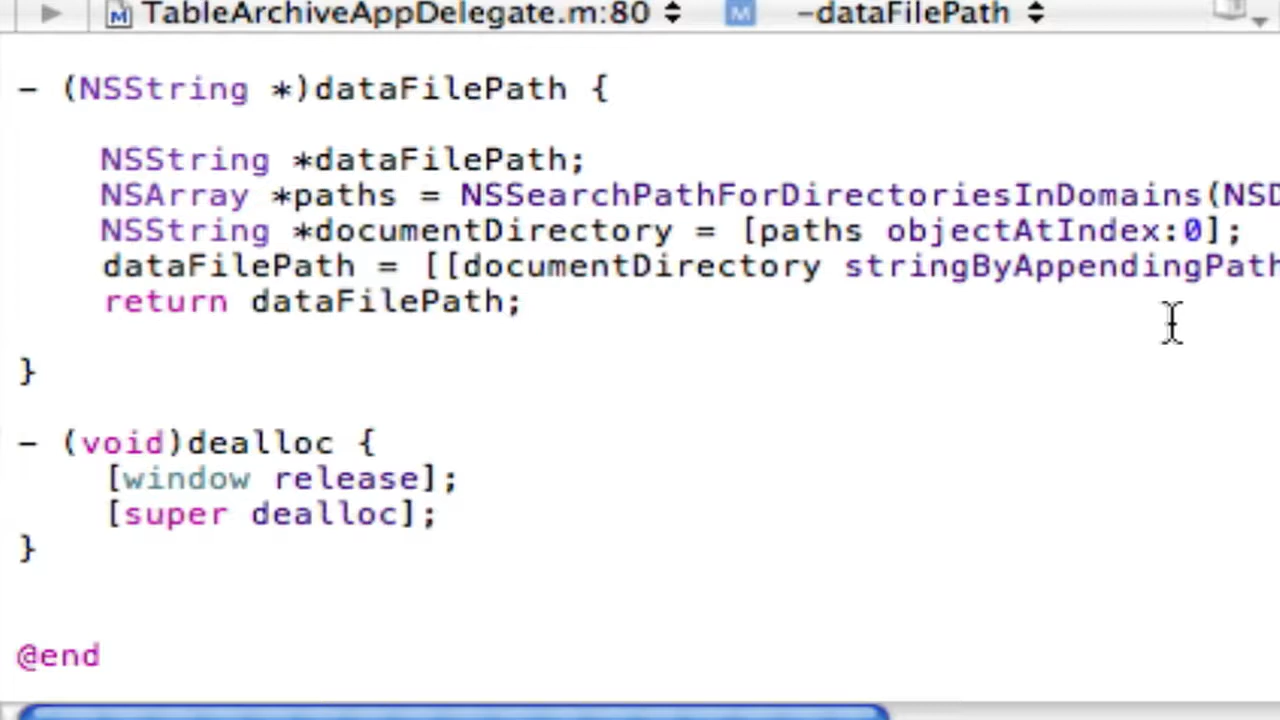 TableArchiveAppDelegate.m:80 -dataFilePath
- (NSString *)dataFilePath {
NSString *dataFilePath;
NSArray *paths = NSSearchPathForDirectoriesInDomains(NSD
NSString *documentDirectory = [paths objectAtIndex:0];
dataFilePath = [[documentDirectory stringByAppendingPath
return dataFilePath;
}
- (void)dealloc {
[window release];
[super dealloc];
}
@end